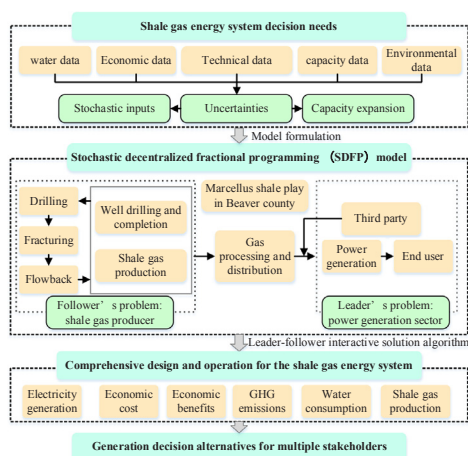 Shale gas energy system decision needs
water data
Economic data
Technical data
capacity data
Environmental
data
Stochastic inputs
Uncertainties
Capacity expansion
Model formulation
Stochastic decentralized fractional programming （SDFP）model
Drilling
Fracturing
Flowback
Well drilling and
completion
Shale gas
production
Follower’s problem:
shale gas producer
Marcellus shale play
in Beaver county
Gas
processing and
distribution
Third party
Power
generation
End user
Leader’s problem:
power generation sector
Leader-follower interactive solution algorithm
Comprehensive design and operation for the shale gas energy system
Electricity
generation
Economic
cost
Economic
benefits
GHG
emissions
Water
consumption
Shale gas
production
Generation decision alternatives for multiple stakeholders